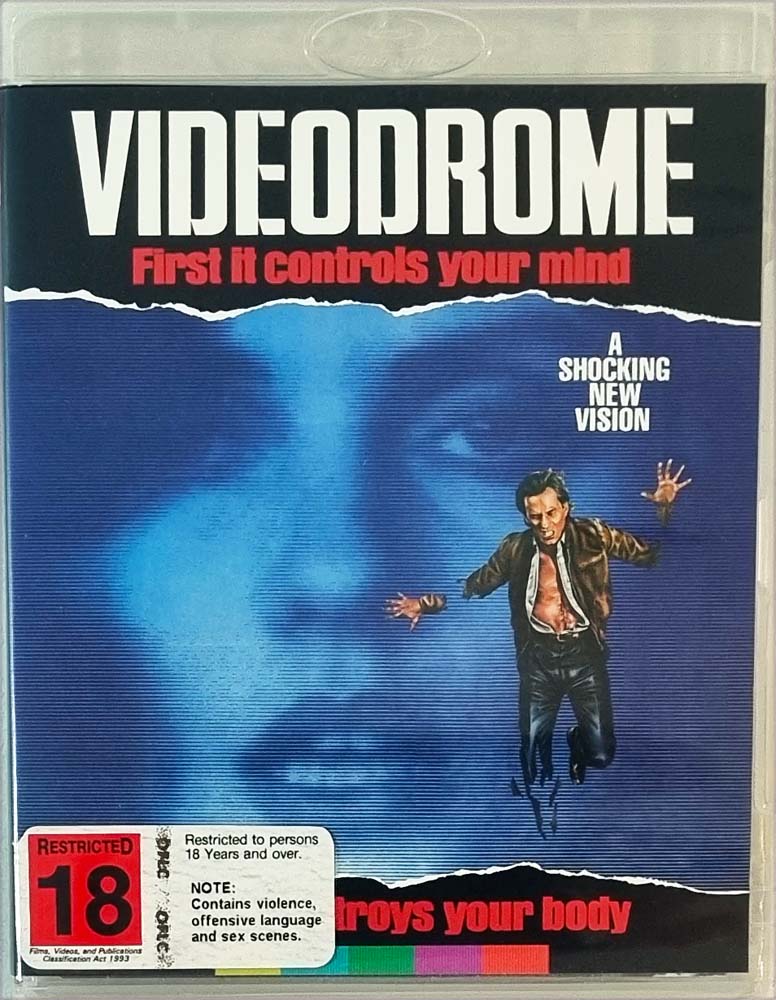 VIDEODROME
First it controls your mind
A
SHOCKING
NEW
VISION
RESTRICTED
18
Films, Videos, and Publications
Classification Act 1993
Restricted to persons
18 Years and over.
NOTE:
Contains violence,
offensive language
and sex scenes.
troys your body